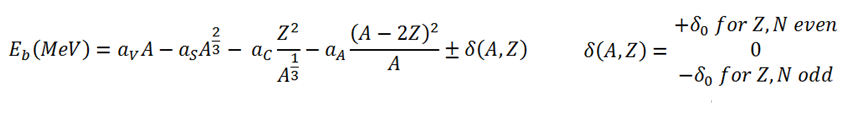 E_b(MeV) = a_V A − a_S A^{2/3} − a_C Z^2/A^{1/3} − a_A (A − 2Z)^2/A ± δ(A, Z)
δ(A, Z) =
+δ_0 for Z, N even
0
−δ_0 for Z, N odd